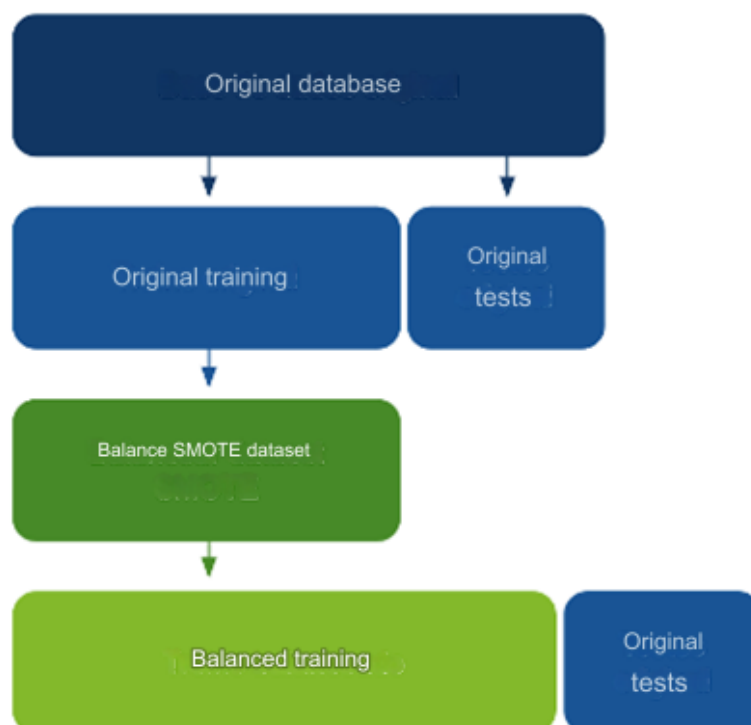 Original database
Original training
Original
tests
Balance SMOTE dataset
Balanced training
Original
tests